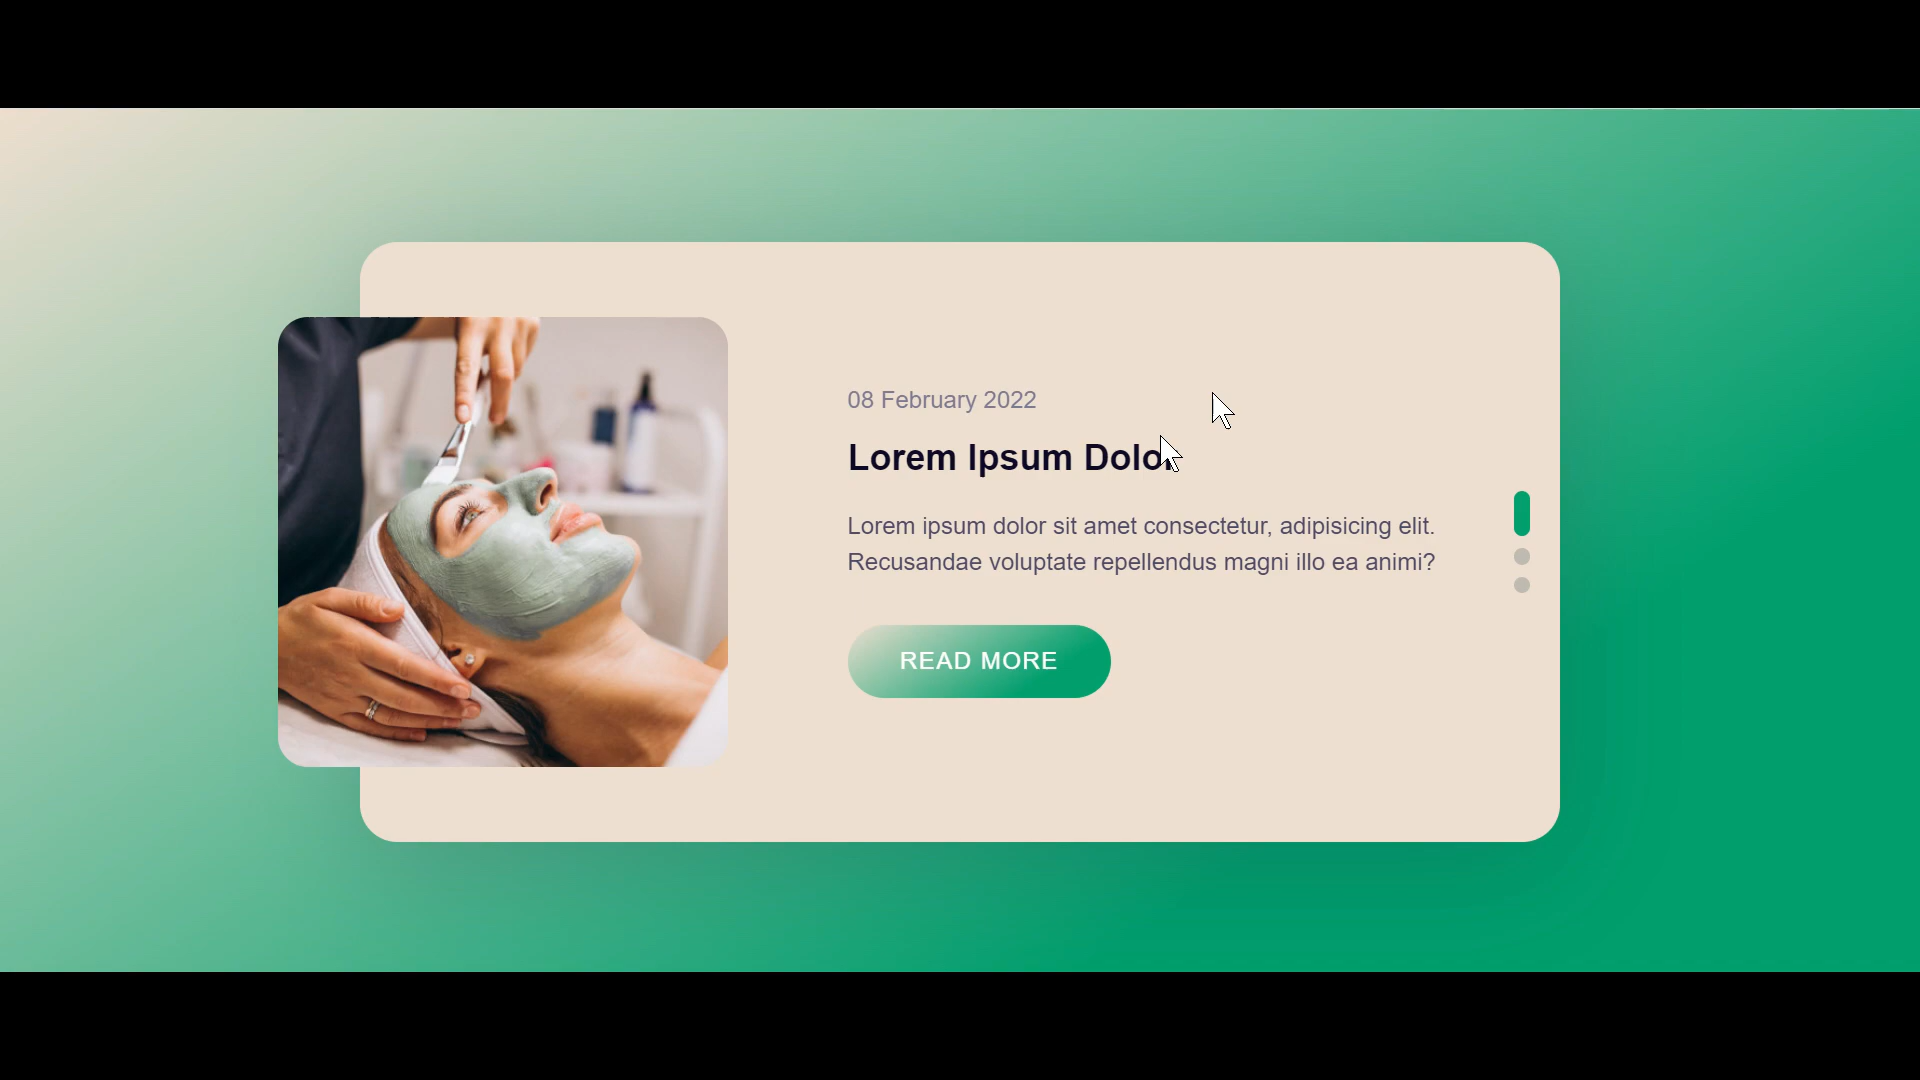 08 February 2022
Lorem Ipsum Dolor
Lorem ipsum dolor sit amet consectetur, adipisicing elit.
Recusandae voluptate repellendus magni illo ea animi?
READ MORE